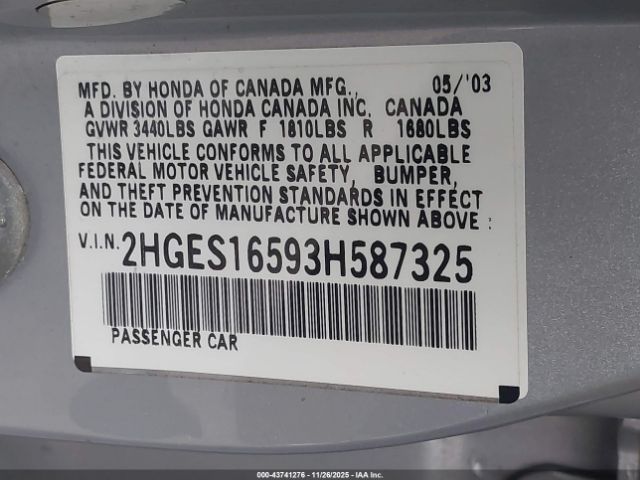 MFD. BY HONDA OF CANADA MFG., 05/'03
A DIVISION OF HONDA CANADA INC, CANADA
GVWR 3440LBS GAWR F 1810LBS R 1680LBS
THIS VEHICLE CONFORMS TO ALL APPLICABLE
FEDERAL MOTOR VEHICLE SAFETY, BUMPER,
AND THEFT PREVENTION STANDARDS IN EFFECT
ON THE DATE OF MANUFACTURE SHOWN ABOVE :
V.I.N. 2HGES16593H587325
PASSENGER CAR
000-43741276 - 11/26/2025 - IAA Inc.